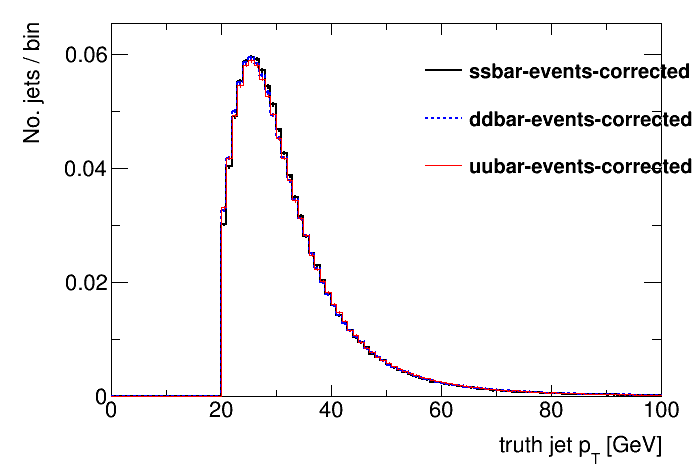 No. jets / bin
0.06
0.04
0.02
0
ssbar-events-corrected
ddbar-events-corrected
uubar-events-corrected
0 20 40 60 80 100
truth jet p_T [GeV]